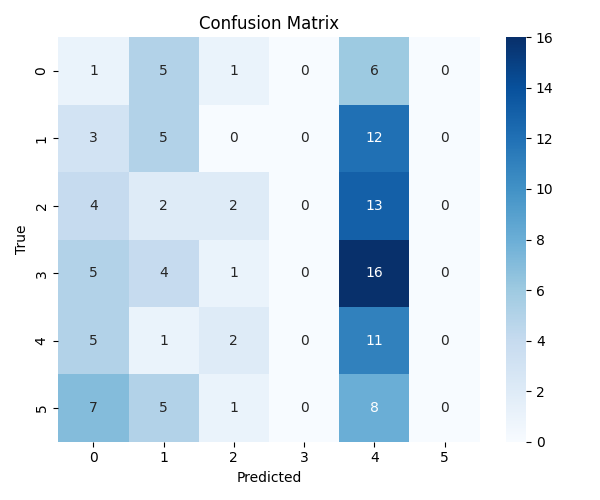 Confusion Matrix
16
0 1 5 1 0 6 0
14
1 3 5 0 0 12 0
12
10
2 4 2 2 0 13 0
True
8
3 5 4 1 0 16 0
6
4 5 1 2 0 11 0
4
5 7 5 1 0 8 0
2
0
0 1 2 3 4 5
Predicted